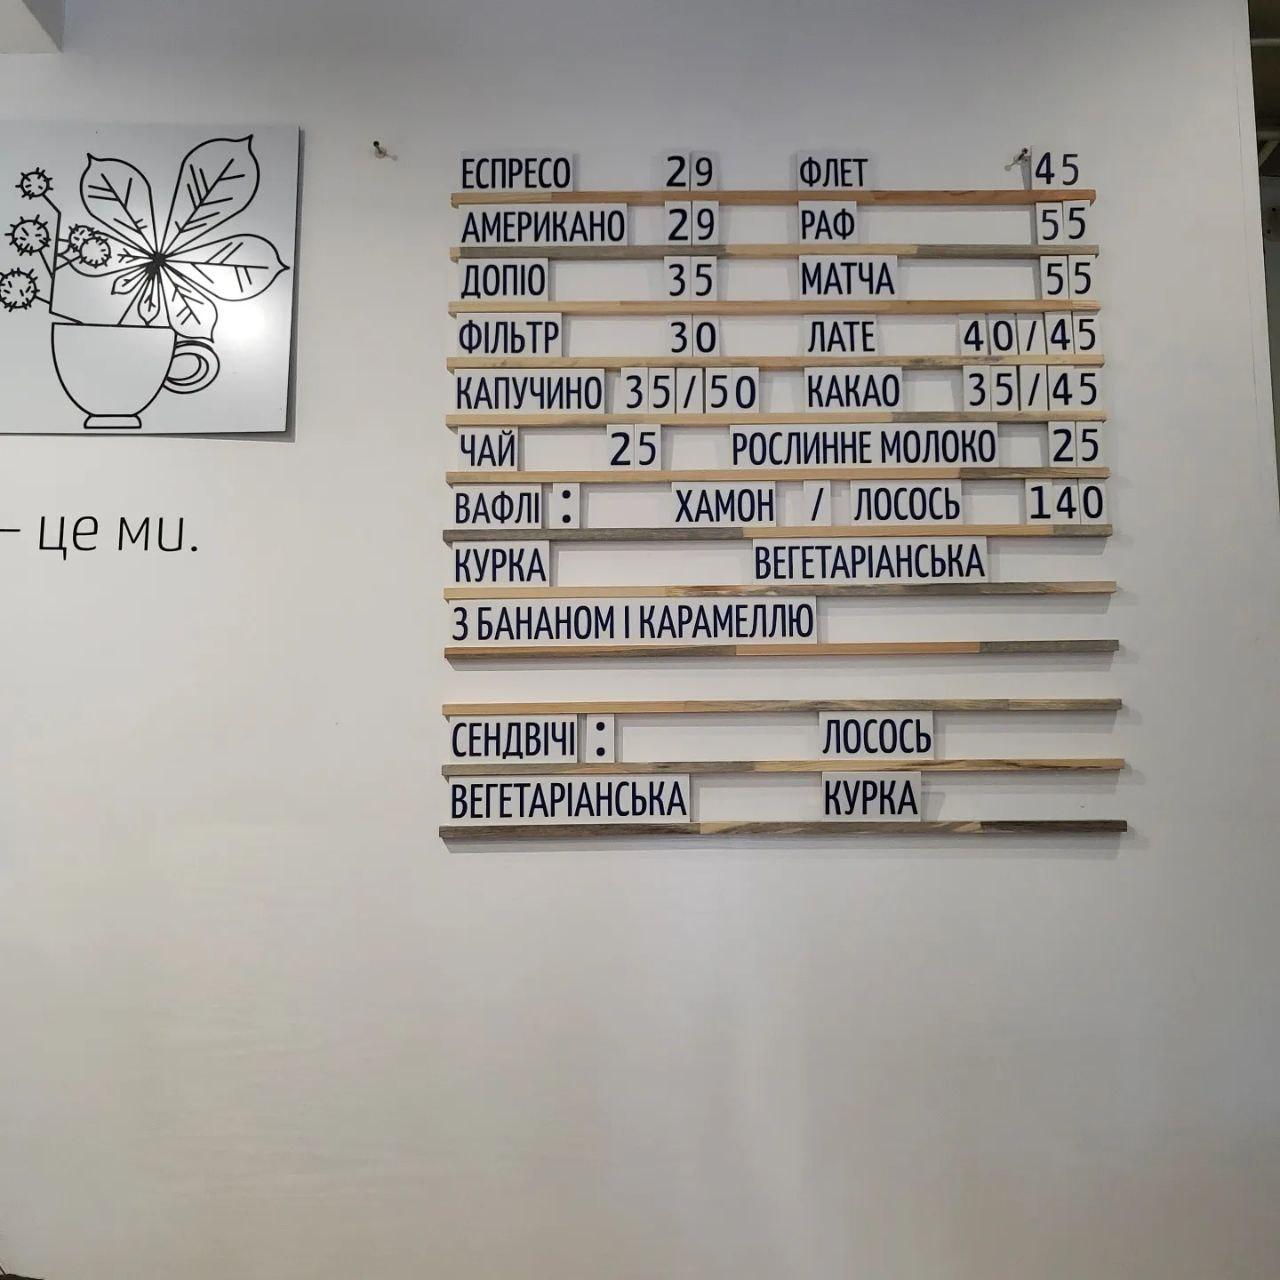 ЕСПРЕСО 29 ФЛЕТ 45
АМЕРИКАНО 29 РАФ 55
ДОПІО 35 МАТЧА 55
ФІЛЬТР 30 ЛАТЕ 40/45
КАПУЧИНО 35/50 КАКАО 35/45
ЧАЙ 25 РОСЛИННЕ МОЛОКО 25
ВАФЛІ : ХАМОН / ЛОСОСЬ 140
КУРКА ВЕГЕТАРІАНСЬКА
З БАНАНОМ І КАРАМЕЛЛЮ
СЕНДВІЧІ : ЛОСОСЬ
ВЕГЕТАРІАНСЬКА КУРКА
– це ми.